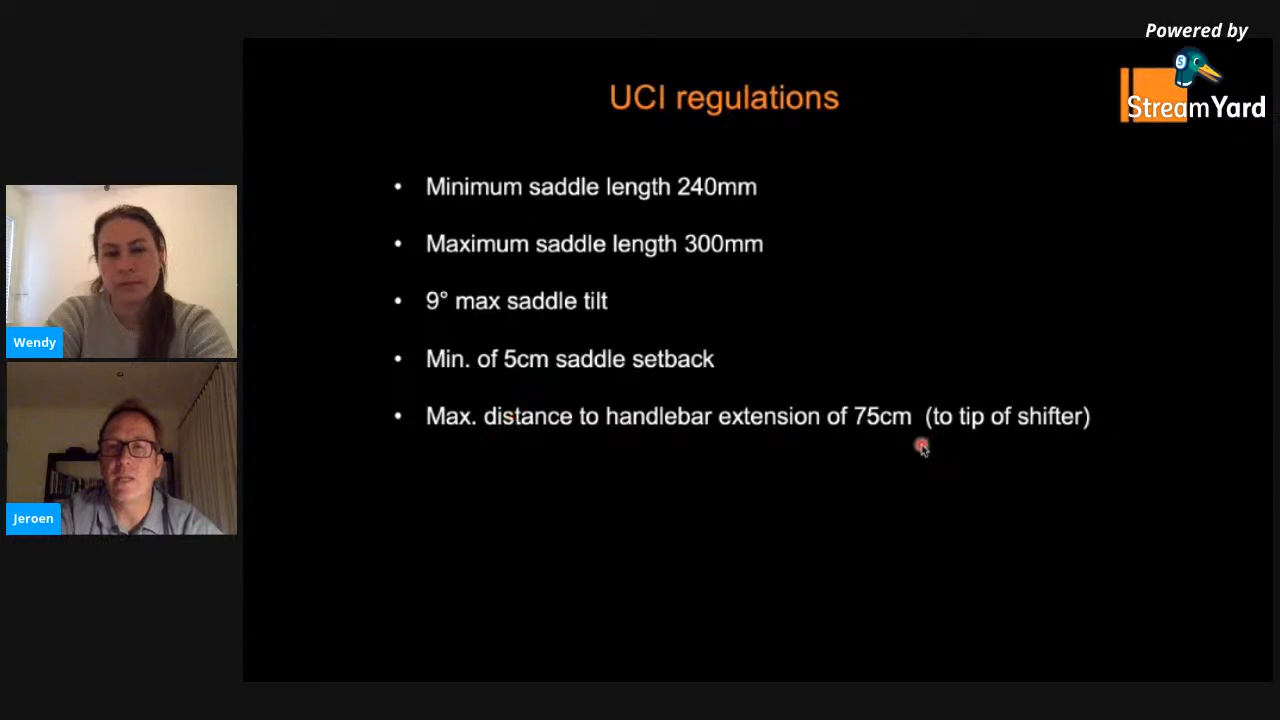 Powered by
StreamYard
UCI regulations
• Minimum saddle length 240mm
• Maximum saddle length 300mm
• 9° max saddle tilt
• Min. of 5cm saddle setback
• Max. distance to handlebar extension of 75cm (to tip of shifter)
Wendy
Jeroen